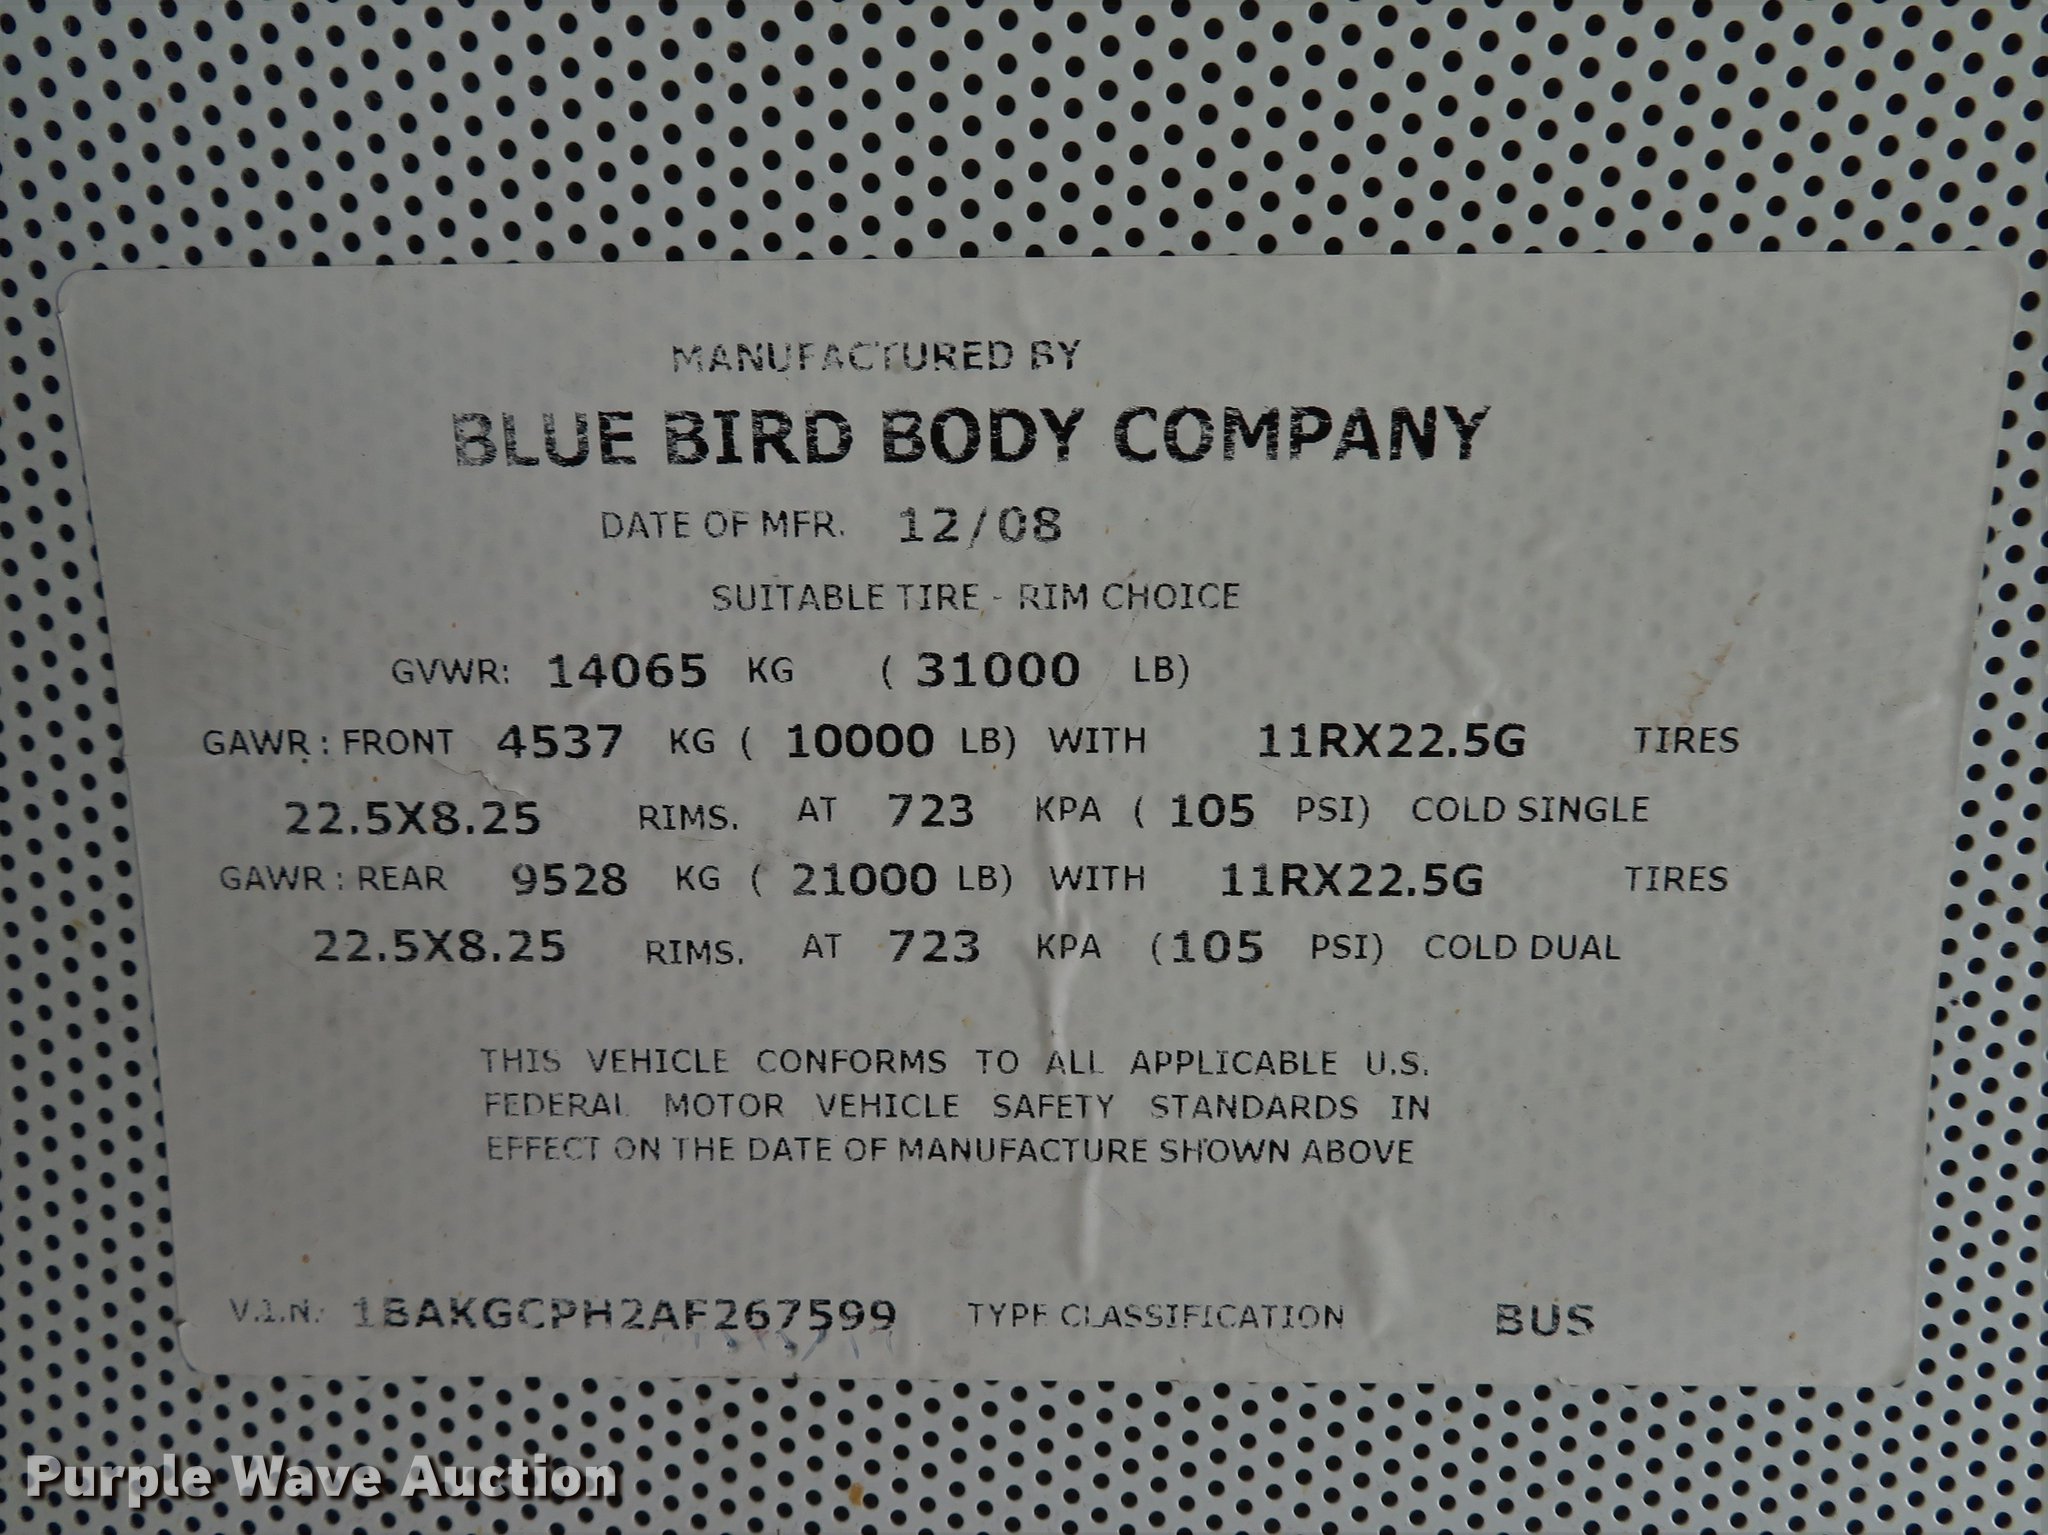 MANUFACTURED BY
BLUE BIRD BODY COMPANY
DATE OF MFR. 12/08
SUITABLE TIRE - RIM CHOICE
GVWR: 14065 KG ( 31000 LB)
GAWR : FRONT 4537 KG ( 10000 LB) WITH 11RX22.5G TIRES
22.5X8.25 RIMS. AT 723 KPA ( 105 PSI) COLD SINGLE
GAWR : REAR 9528 KG ( 21000 LB) WITH 11RX22.5G TIRES
22.5X8.25 RIMS. AT 723 KPA (105 PSI) COLD DUAL
THIS VEHICLE CONFORMS TO ALL APPLICABLE U.S.
FEDERAL MOTOR VEHICLE SAFETY STANDARDS IN
EFFECT ON THE DATE OF MANUFACTURE SHOWN ABOVE
V.I.N: 1BAKGCPH2AF267599 TYPE CLASSIFICATION BUS
Purple Wave Auction